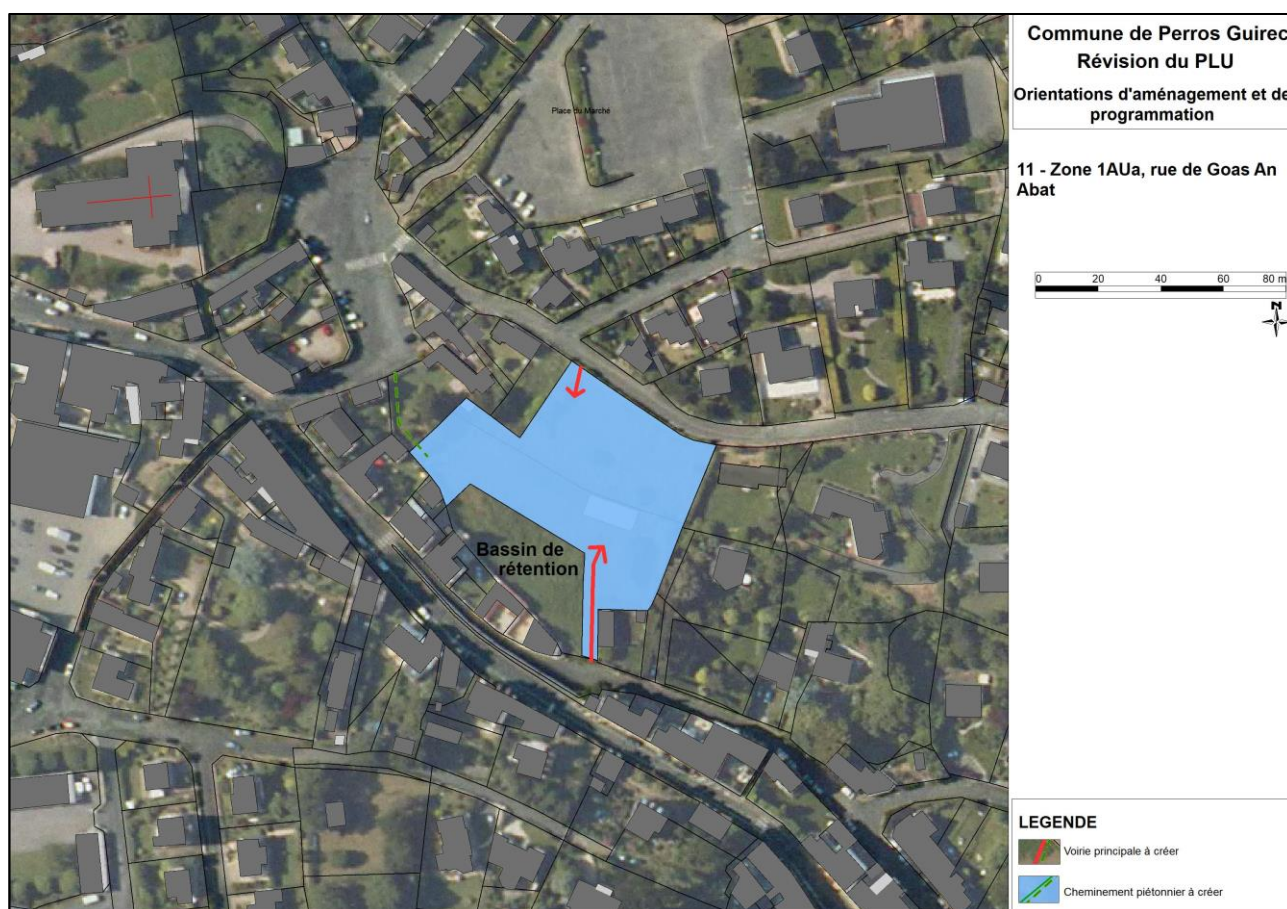 Commune de Perros Guirec
Révision du PLU
Orientations d'aménagement et de
programmation
11 - Zone 1AUa, rue de Goas An
Abat
0 20 40 60 80 m
N
Place du Marché
Bassin de
rétention
LEGENDE
Voirie principale à créer
Cheminement piétonnier à créer